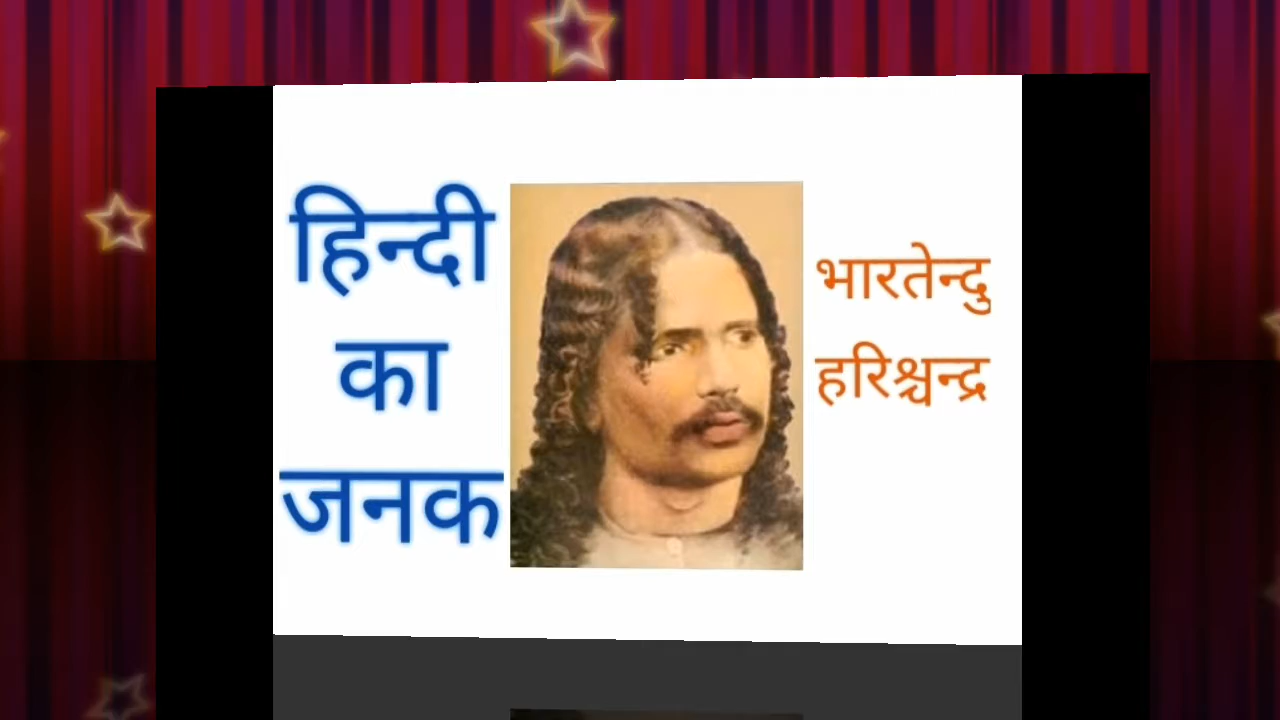 हिन्दी
का
जनक
भारतेन्दु
हरिश्चन्द्र